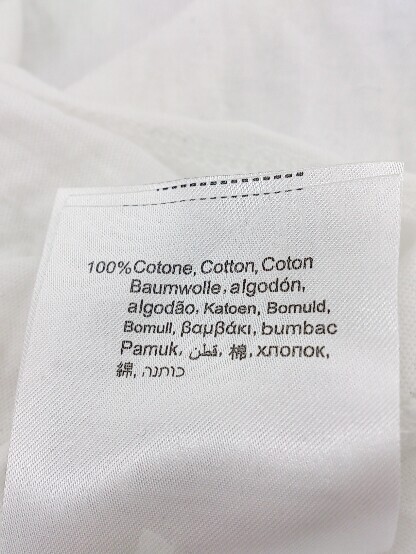 100% Cotone, Cotton, Coton
Baumwolle, algodón,
algodão, Katoen, Bomuld,
Bomull, βαμβάκι, bumbac
Pamuk, قطن, 棉, хлопок,
綿, כותנה